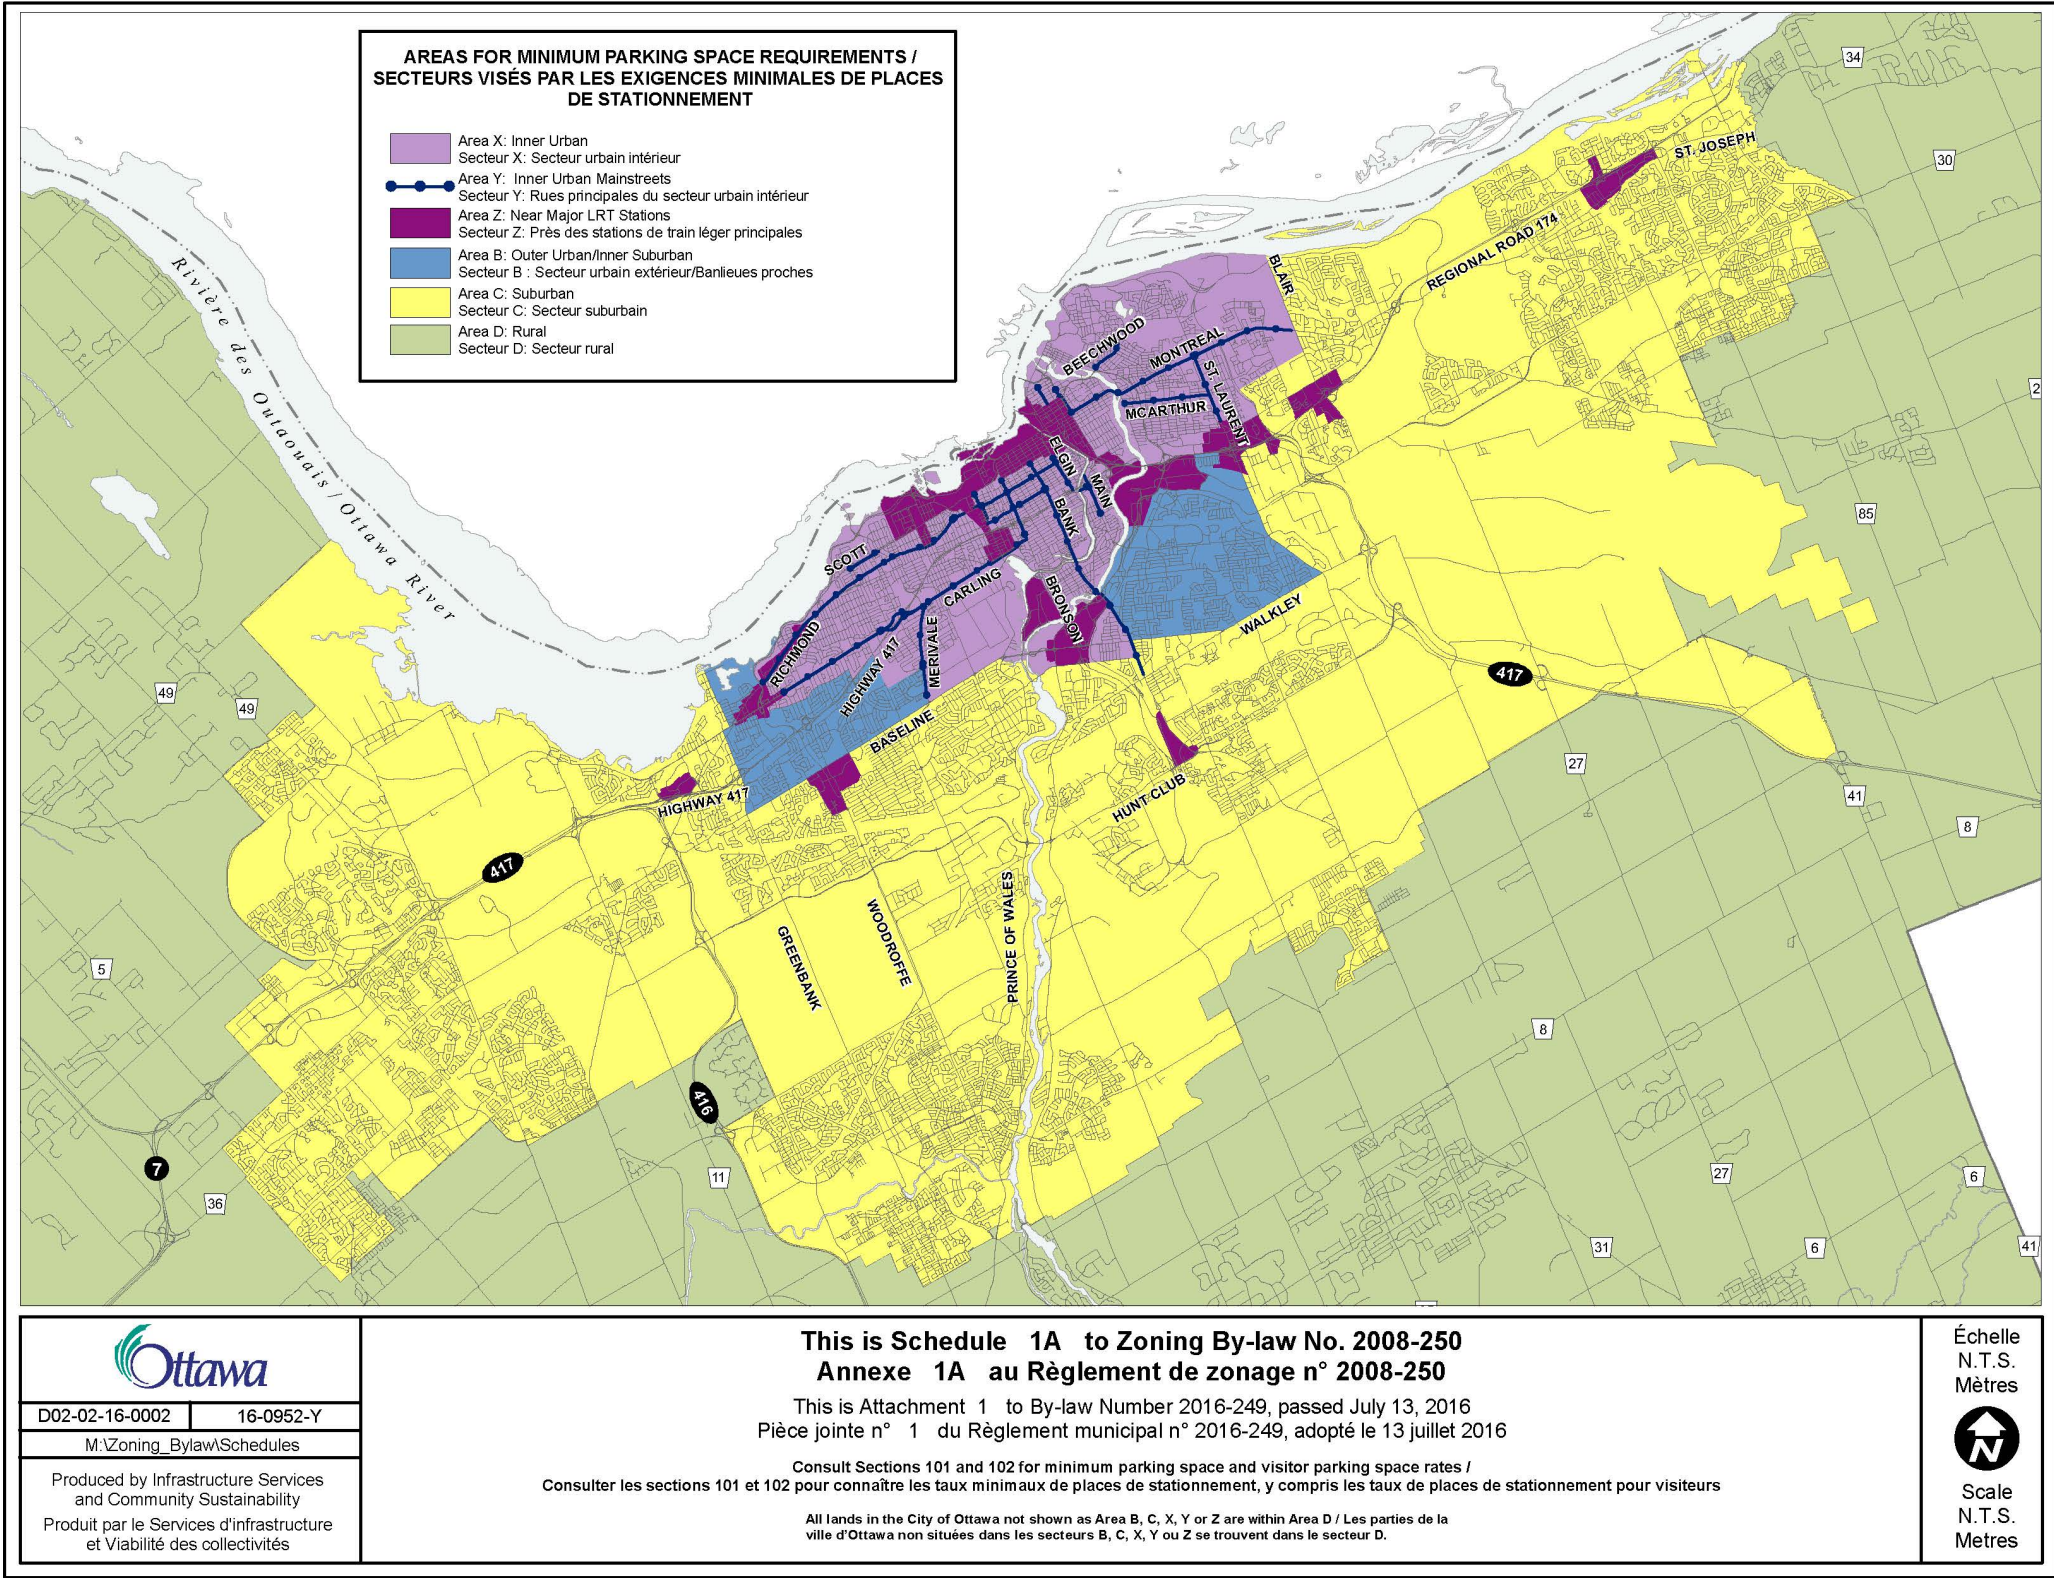 AREAS FOR MINIMUM PARKING SPACE REQUIREMENTS /
SECTEURS VISÉS PAR LES EXIGENCES MINIMALES DE PLACES
DE STATIONNEMENT
Area X: Inner Urban
Secteur X: Secteur urbain intérieur
Area Y: Inner Urban Mainstreets
Secteur Y: Rues principales du secteur urbain intérieur
Area Z: Near Major LRT Stations
Secteur Z: Près des stations de train léger principales
Area B: Outer Urban/Inner Suburban
Secteur B : Secteur urbain extérieur/Banlieues proches
Area C: Suburban
Secteur C: Secteur suburbain
Area D: Rural
Secteur D: Secteur rural
Rivière des Outaouais / Ottawa River
34
30
ST. JOSEPH
REGIONAL ROAD 174
BLAIR
2
BEECHWOOD
MONTREAL
ST. LAURENT
MCARTHUR
ELGIN
MAIN
BANK
85
SCOTT
CARLING
BRONSON
WALKLEY
RICHMOND
HIGHWAY 417
MERIVALE
417
49
49
BASELINE
27
HUNT CLUB
41
HIGHWAY 417
8
417
PRINCE OF WALES
WOODROFFE
GREENBANK
5
8
416
7
11
36
27
6
31
6
41
Ottawa
D02-02-16-0002
16-0952-Y
M:\Zoning_Bylaw\Schedules
Produced by Infrastructure Services
and Community Sustainability
Produit par le Services d'infrastructure
et Viabilité des collectivités
This is Schedule 1A to Zoning By-law No. 2008-250
Annexe 1A au Règlement de zonage n° 2008-250
This is Attachment 1 to By-law Number 2016-249, passed July 13, 2016
Pièce jointe n° 1 du Règlement municipal n° 2016-249, adopté le 13 juillet 2016
Consult Sections 101 and 102 for minimum parking space and visitor parking space rates /
Consulter les sections 101 et 102 pour connaître les taux minimaux de places de stationnement, y compris les taux de places de stationnement pour visiteurs
All lands in the City of Ottawa not shown as Area B, C, X, Y or Z are within Area D / Les parties de la
ville d'Ottawa non situées dans les secteurs B, C, X, Y ou Z se trouvent dans le secteur D.
Échelle
N.T.S.
Mètres
N
Scale
N.T.S.
Metres